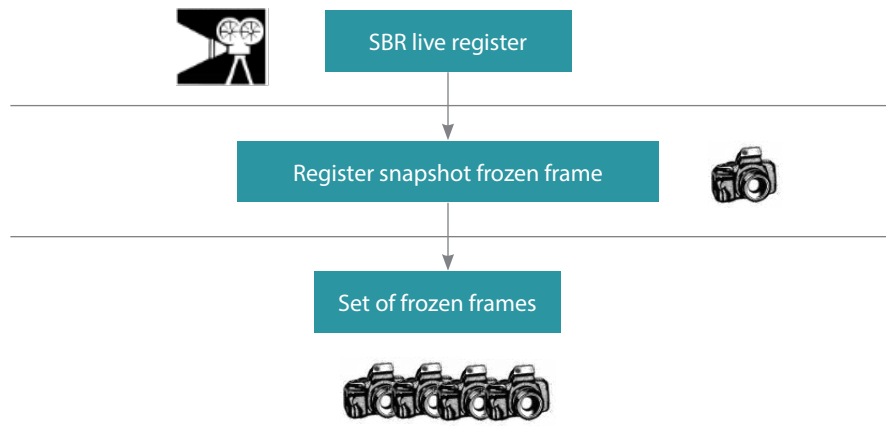 SBR live register
Register snapshot frozen frame
Set of frozen frames